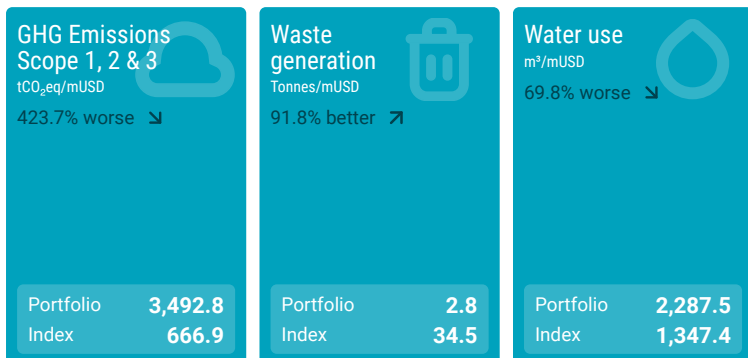 GHG Emissions
Scope 1, 2 & 3
tCO₂eq/mUSD
423.7% worse
Portfolio 3,492.8
Index 666.9
Waste
generation
Tonnes/mUSD
91.8% better
Portfolio 2.8
Index 34.5
Water use
m³/mUSD
69.8% worse
Portfolio 2,287.5
Index 1,347.4